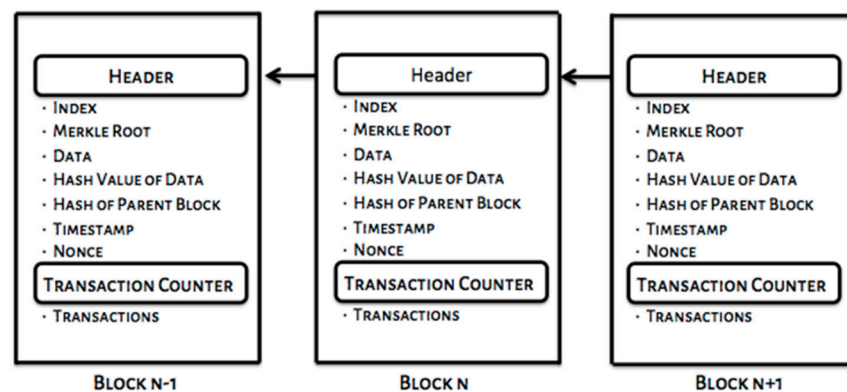 HEADER
· INDEX
· MERKLE ROOT
· DATA
· HASH VALUE OF DATA
· HASH OF PARENT BLOCK
· TIMESTAMP
· NONCE
TRANSACTION COUNTER
· TRANSACTIONS
BLOCK N-1
Header
· INDEX
· MERKLE ROOT
· DATA
· HASH VALUE OF DATA
· HASH OF PARENT BLOCK
· TIMESTAMP
· NONCE
TRANSACTION COUNTER
· TRANSACTIONS
BLOCK N
HEADER
· INDEX
· MERKLE ROOT
· DATA
· HASH VALUE OF DATA
· HASH OF PARENT BLOCK
· TIMESTAMP
· NONCE
TRANSACTION COUNTER
· TRANSACTIONS
BLOCK N+1